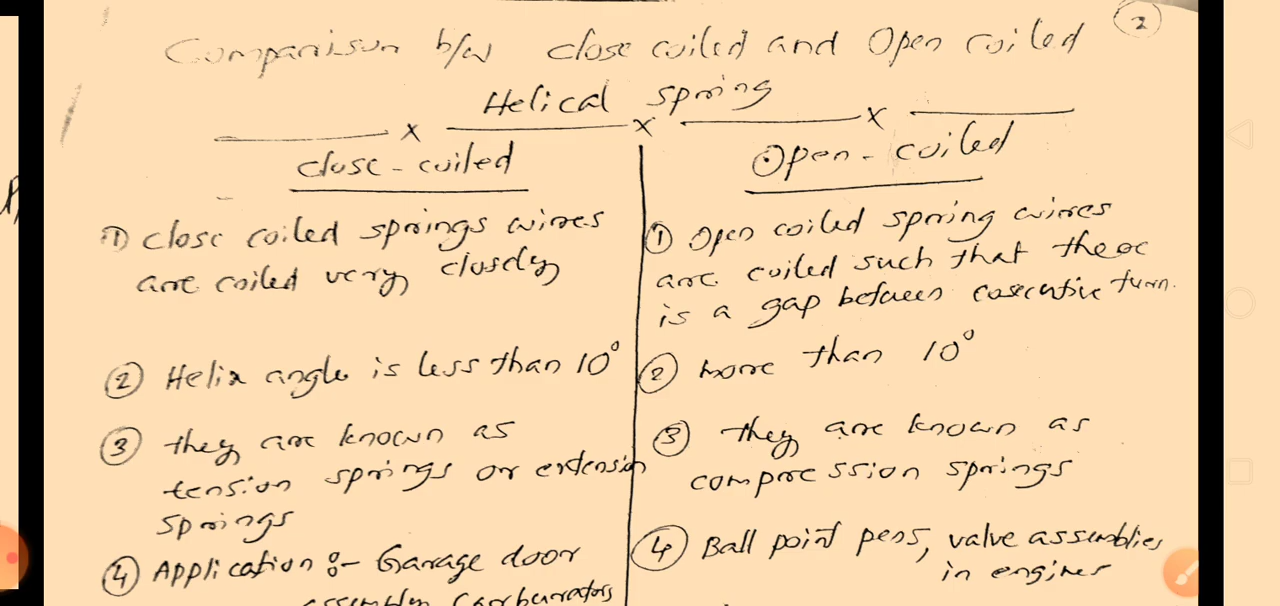 2
Comparison b/w close coiled and Open coiled
Helical spring
x x x
close-coiled
① close coiled springs wires
are coiled very closely
② Helix angle is less than 10°
③ they are known as
tension springs or extension
springs
④ Application :- Garage door
assembly, carburators
Open-coiled
① Open coiled spring wires
are coiled such that there
is a gap between cosecutive turn.
② more than 10°
③ they are known as
compression springs
④ Ball point pens, valve assemblies
in engines